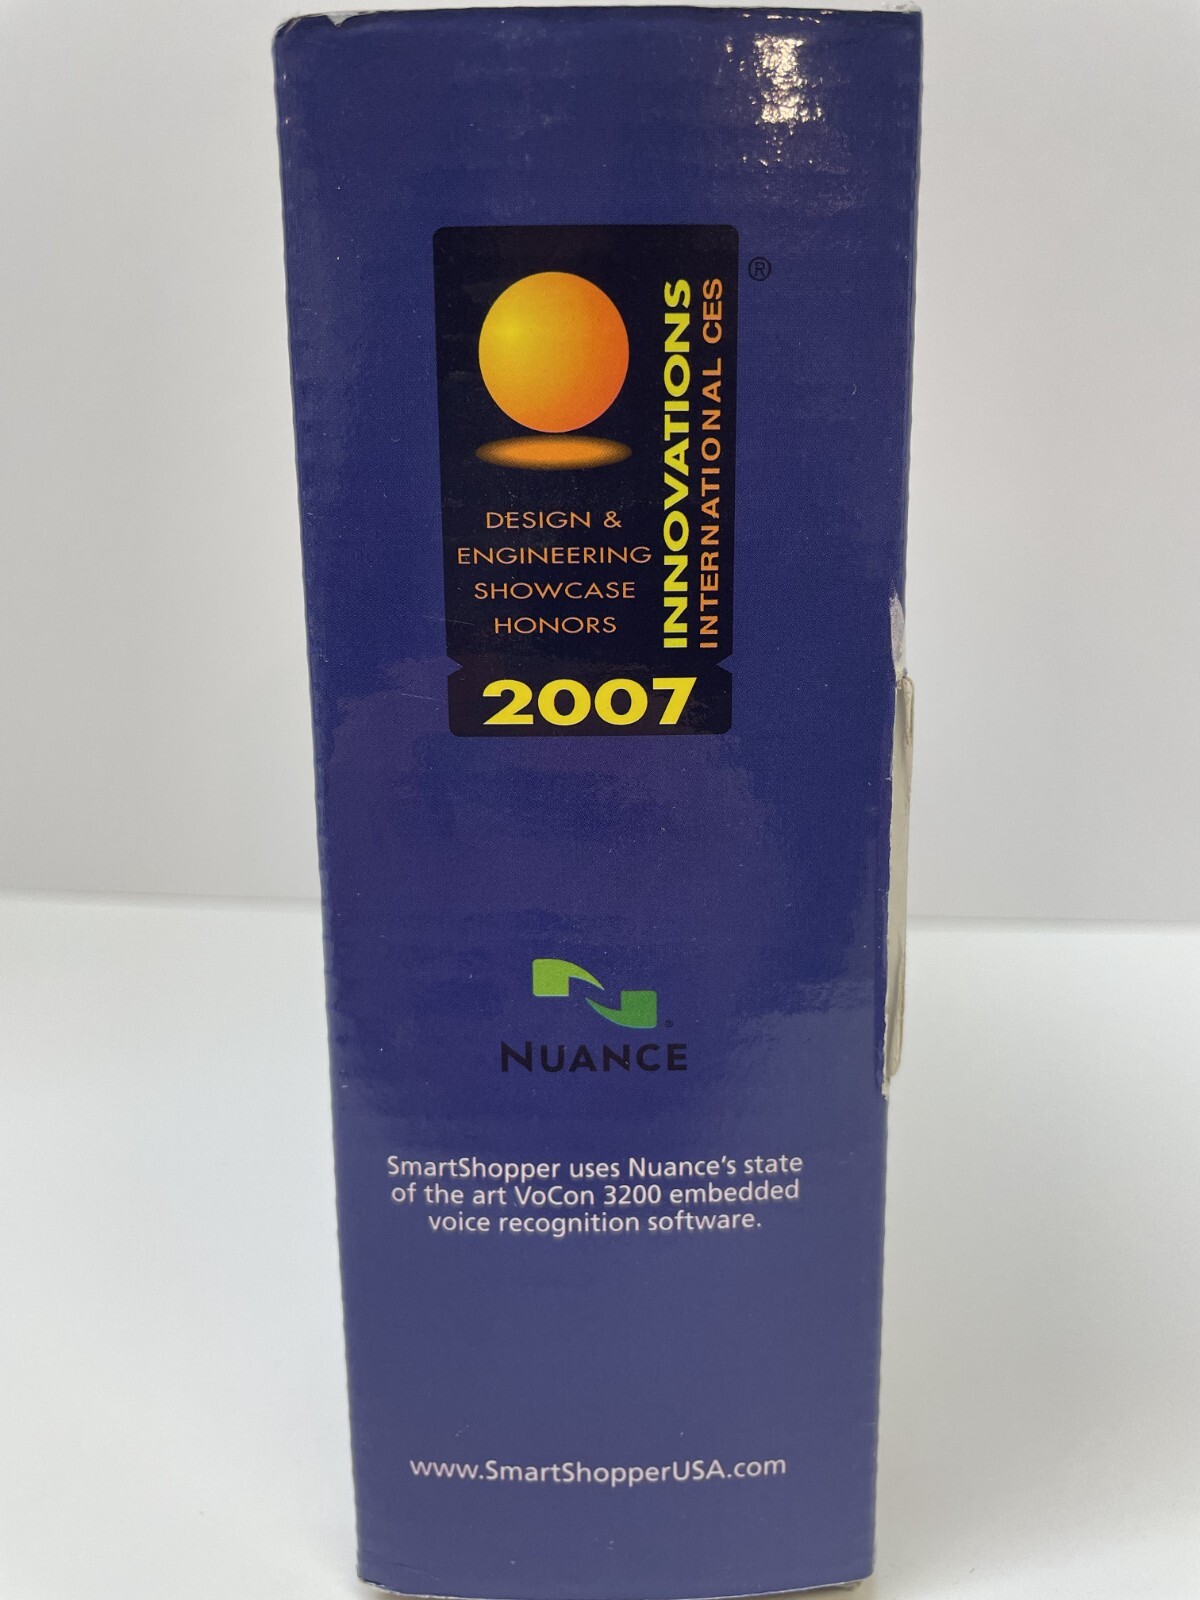 DESIGN &
ENGINEERING
SHOWCASE
HONORS
INNOVATIONS
INTERNATIONAL CES
®
2007
NUANCE
SmartShopper uses Nuance's state
of the art VoCon 3200 embedded
voice recognition software.
www.SmartShopperUSA.com